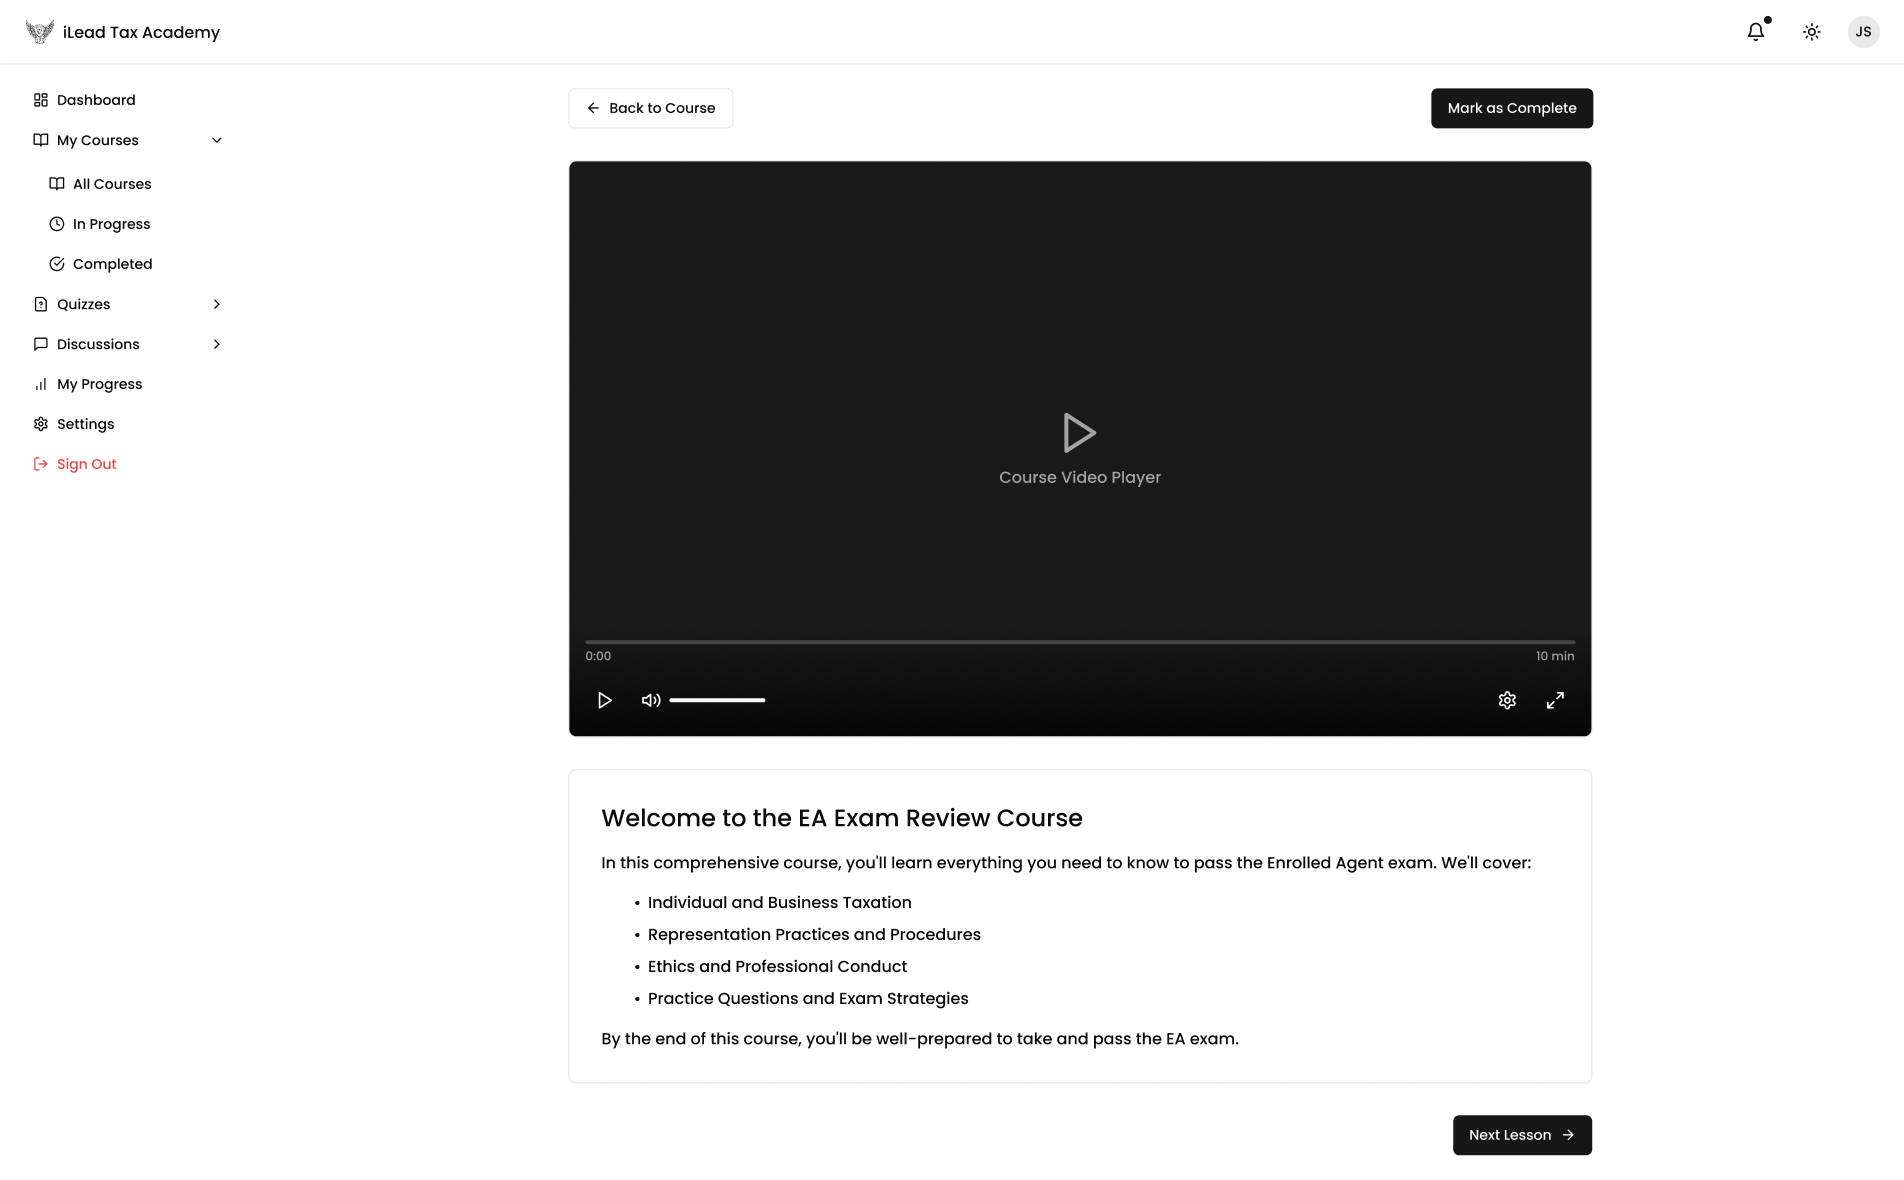 iLead Tax Academy
JS
Dashboard
My Courses
All Courses
In Progress
Completed
Quizzes
Discussions
My Progress
Settings
Sign Out
Back to Course
Mark as Complete
Course Video Player
0:00
10 min
Welcome to the EA Exam Review Course
In this comprehensive course, you'll learn everything you need to know to pass the Enrolled Agent exam. We'll cover:
• Individual and Business Taxation
• Representation Practices and Procedures
• Ethics and Professional Conduct
• Practice Questions and Exam Strategies
By the end of this course, you'll be well-prepared to take and pass the EA exam.
Next Lesson